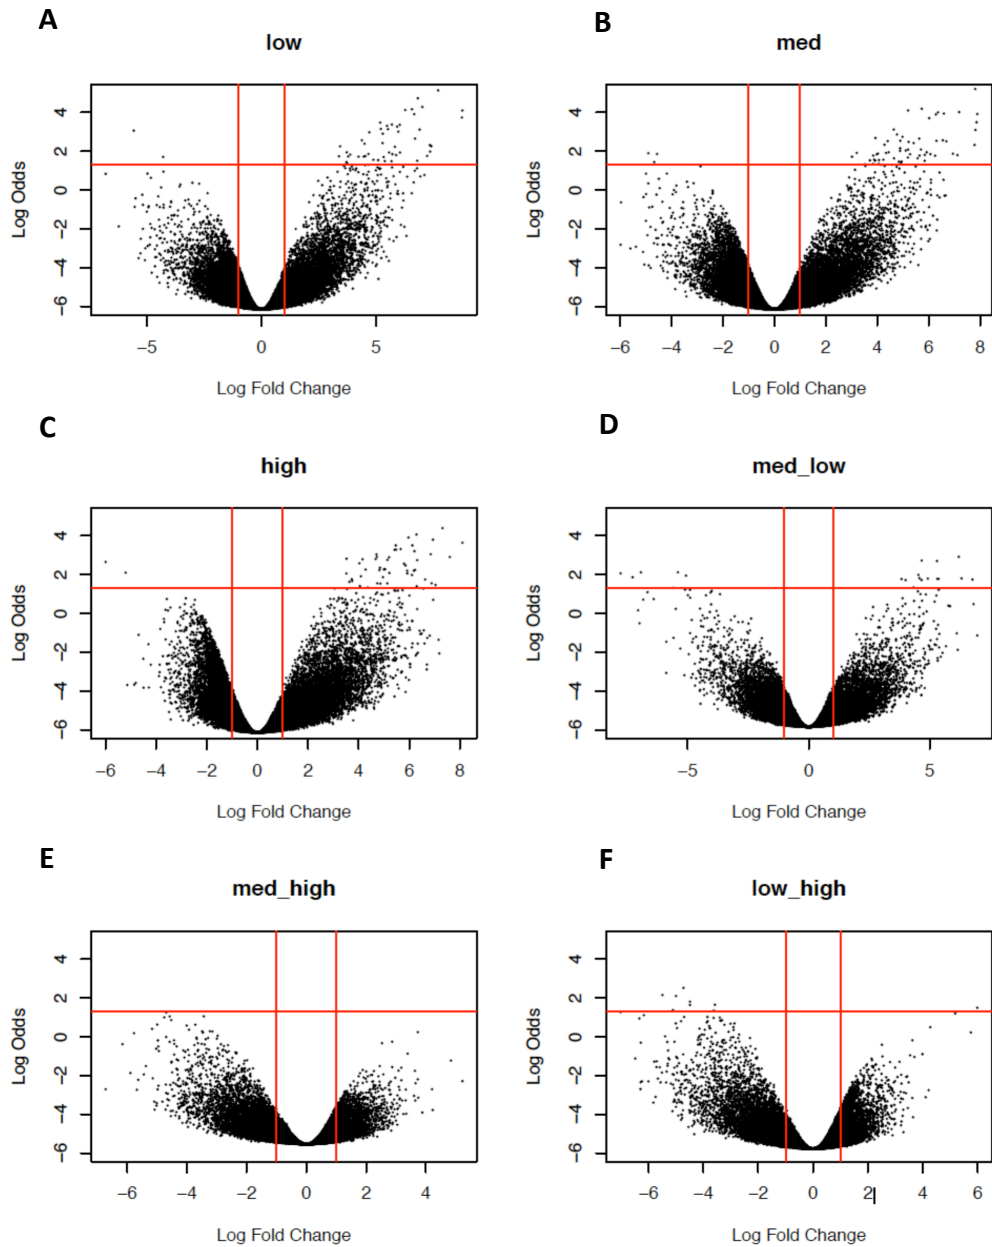 A
low
4
2
0
−2
−4
−6
Log Odds
−5 0 5
Log Fold Change
B
med
4
2
0
−2
−4
−6
Log Odds
−6 −4 −2 0 2 4 6 8
Log Fold Change
C
high
4
2
0
−2
−4
−6
Log Odds
−6 −4 −2 0 2 4 6 8
Log Fold Change
D
med_low
4
2
0
−2
−4
−6
Log Odds
−5 0 5
Log Fold Change
E
med_high
4
2
0
−2
−4
−6
Log Odds
−6 −4 −2 0 2 4
Log Fold Change
F
low_high
4
2
0
−2
−4
−6
Log Odds
−6 −4 −2 0 2 4 6
Log Fold Change